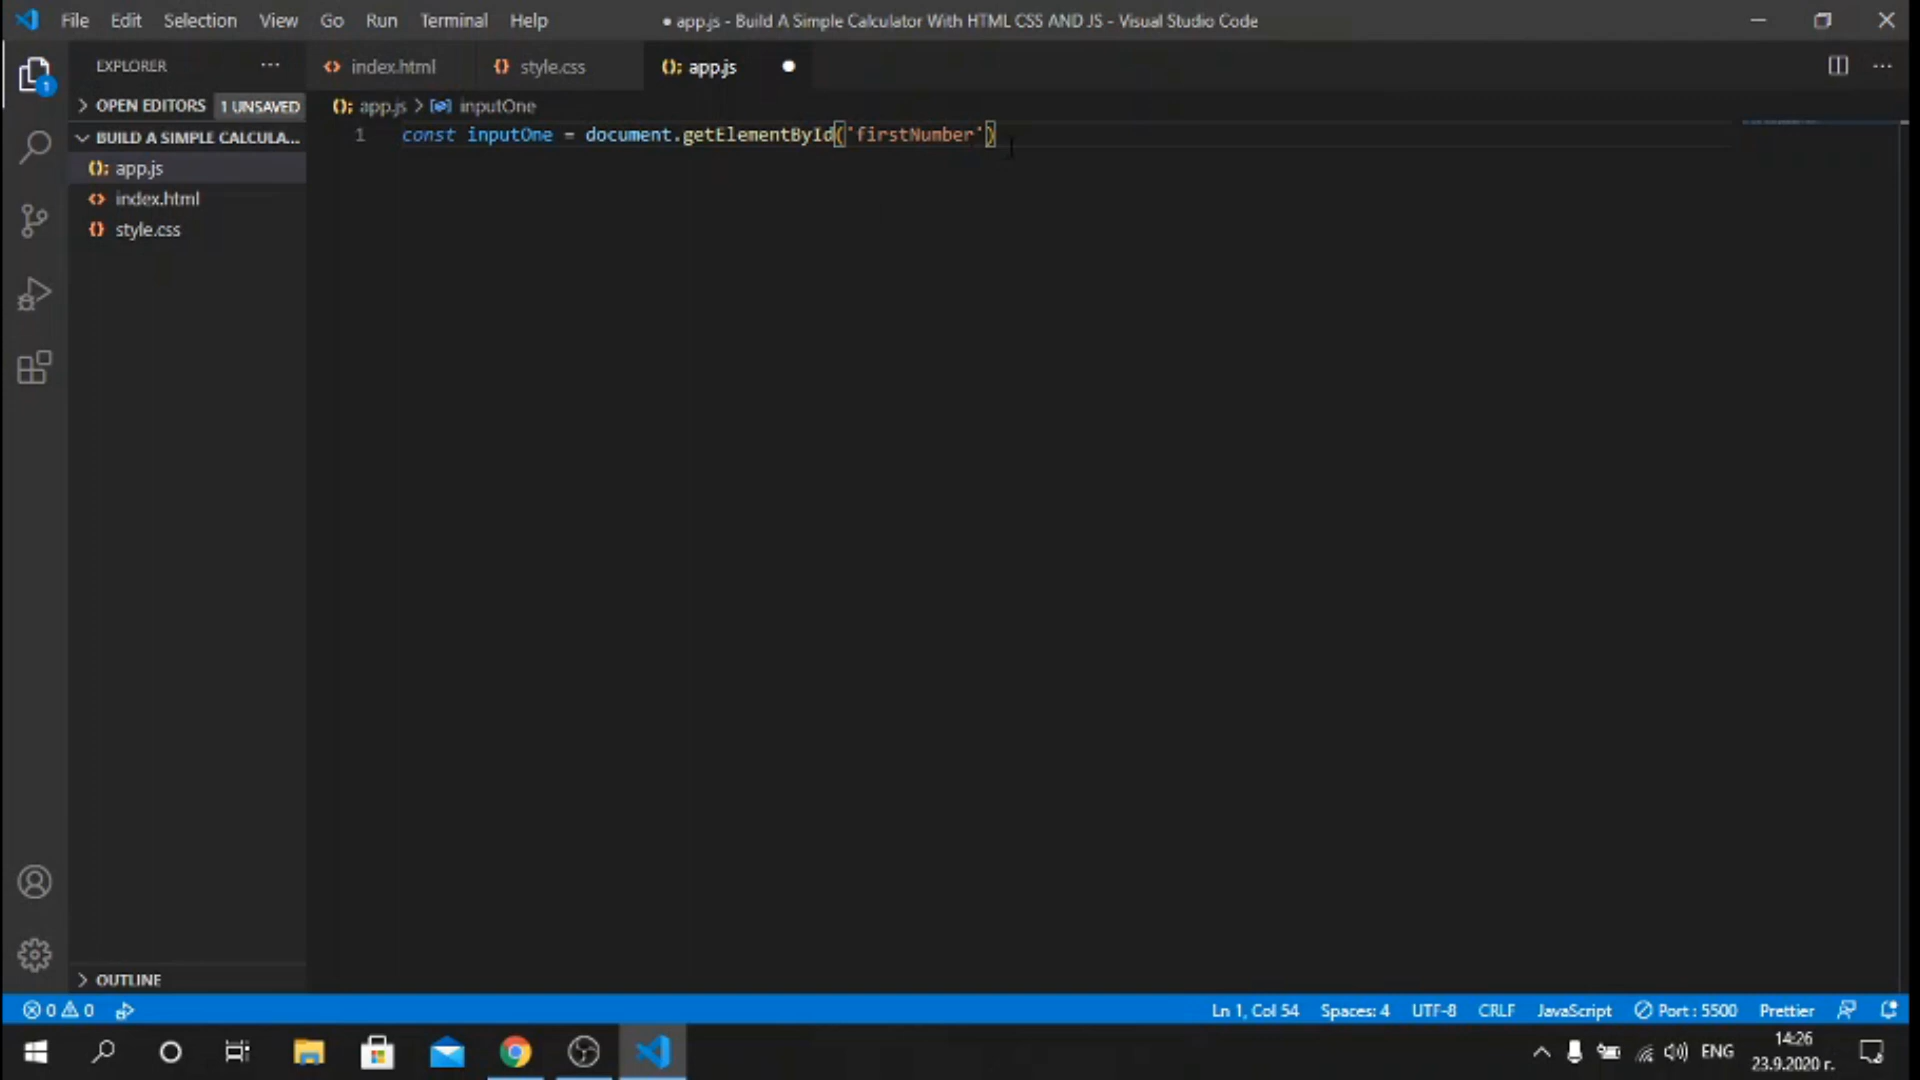 File Edit Selection View Go Run Terminal Help
● app.js - Build A Simple Calculator With HTML CSS AND JS - Visual Studio Code
EXPLORER ···
index.html
style.css
app.js
OPEN EDITORS 1 UNSAVED
app.js > inputOne
BUILD A SIMPLE CALCULA...
1 const inputOne = document.getElementById('firstNumber')
app.js
index.html
style.css
1
OUTLINE
0 0
Ln 1, Col 54 Spaces: 4 UTF-8 CRLF JavaScript Port : 5500 Prettier
ENG
14:26
23.9.2020 г.